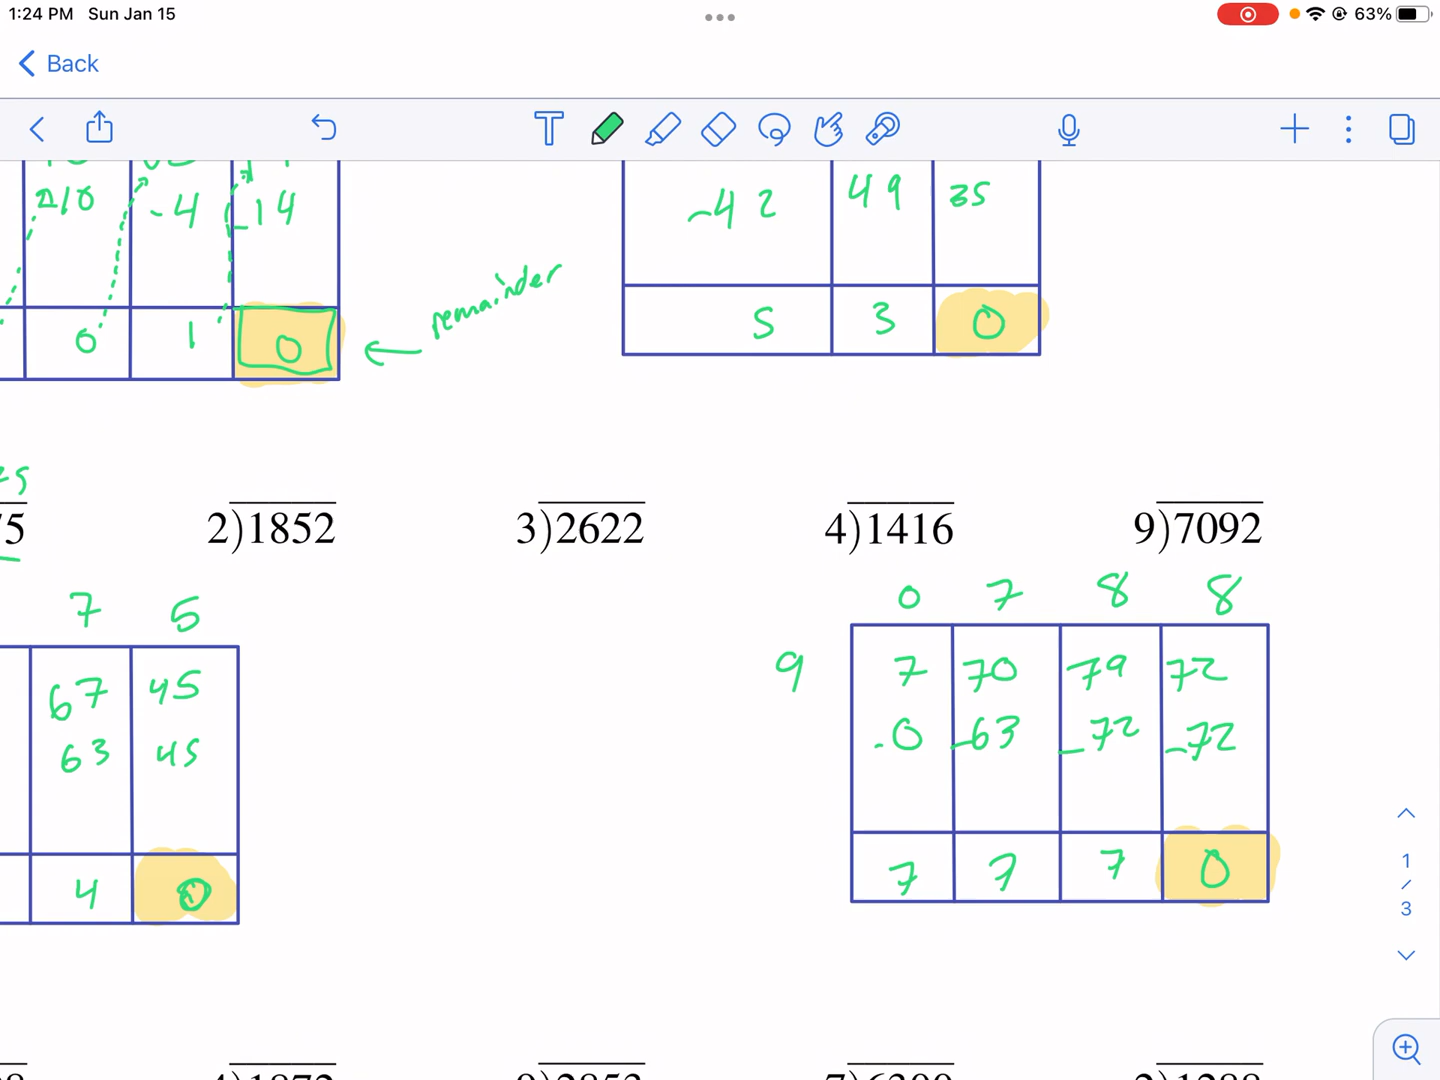 1:24 PM Sun Jan 15
63%
Back
210 -4 -14
-42 49 35
remainder
0 1 0
5 3 0
5
2)1852 3)2622 4)1416 9)7092
7 5
0 7 8 8
67 45
9 7 70 79 72
63 45
-0 -63 -72 -72
4 0
7 7 7 0
1
/
3